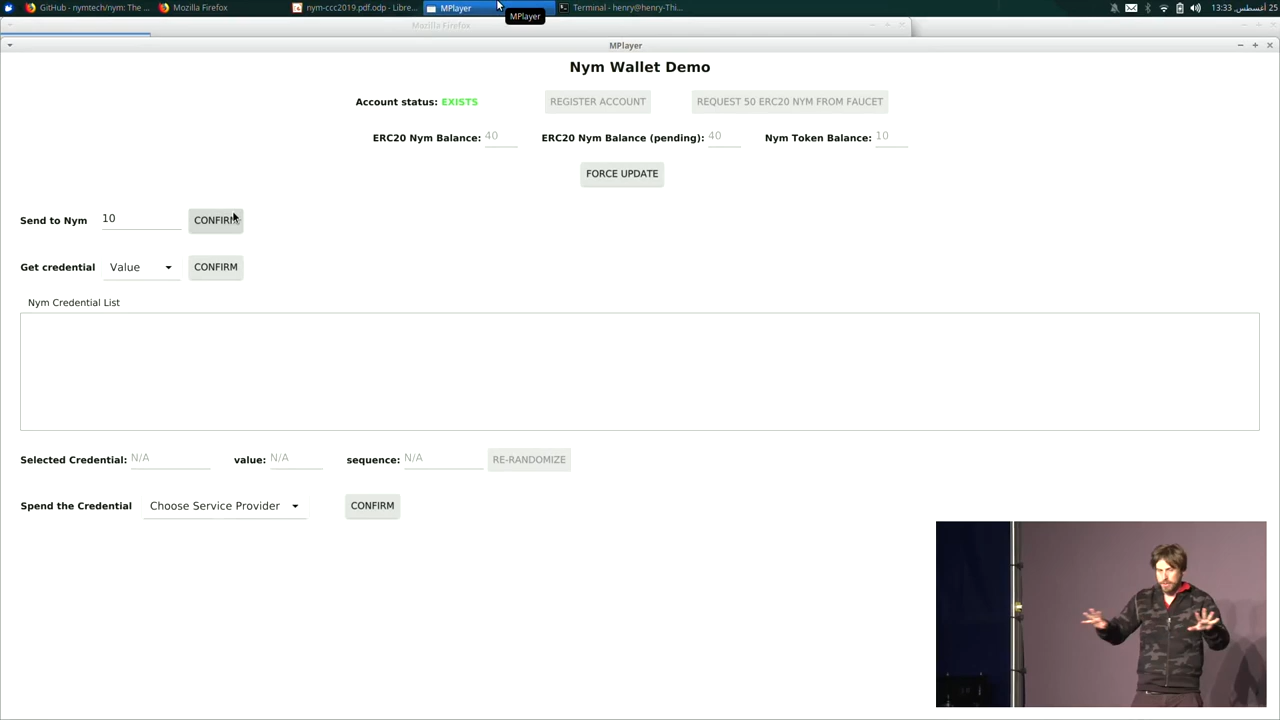 GitHub - nymtech/nym: The ...
Mozilla Firefox
nym-ccc2019.pdf.odp - Libre...
MPlayer
Terminal - henry@henry-Thi...
25 أغسطس, 13:33
MPlayer
Mozilla Firefox
MPlayer
Nym Wallet Demo
Account status: EXISTS
REGISTER ACCOUNT
REQUEST 50 ERC20 NYM FROM FAUCET
ERC20 Nym Balance: 40
ERC20 Nym Balance (pending): 40
Nym Token Balance: 10
FORCE UPDATE
Send to Nym 10 CONFIRM
Get credential Value CONFIRM
Nym Credential List
Selected Credential: N/A value: N/A sequence: N/A RE-RANDOMIZE
Spend the Credential Choose Service Provider CONFIRM